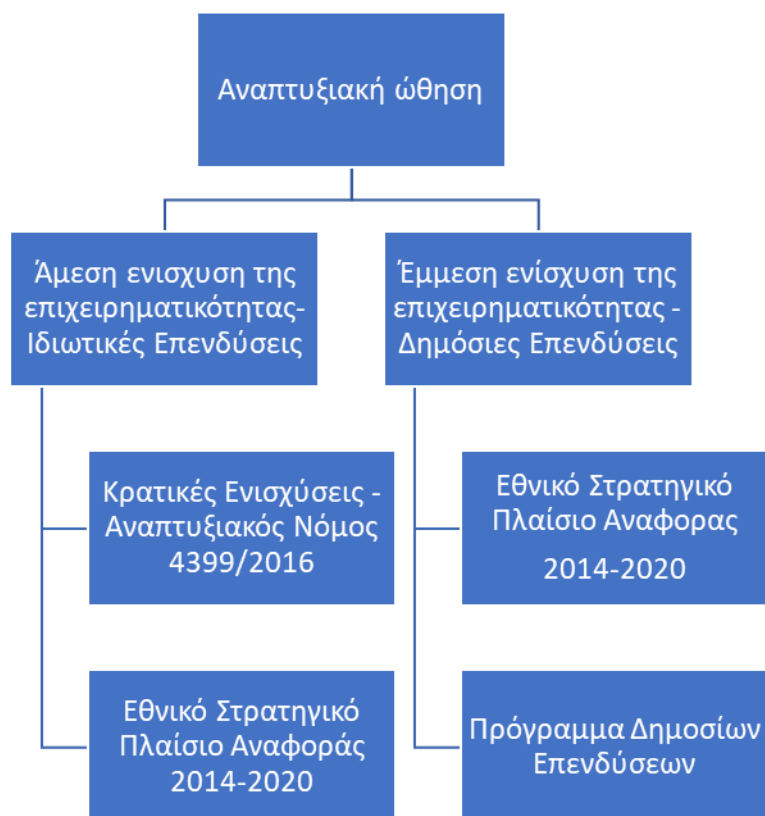 Αναπτυξιακή ώθηση
Άμεση ενισχυση της
επιχειρηματικότητας-
Ιδιωτικές Επενδύσεις
Έμμεση ενίσχυση της
επιχειρηματικότητας -
Δημόσιες Επενδύσεις
Κρατικές Ενισχύσεις -
Αναπτυξιακός Νόμος
4399/2016
Εθνικό Στρατηγικό
Πλαίσιο Αναφοράς
2014-2020
Εθνικό Στρατηγικό
Πλαίσιο Αναφορας
2014-2020
Πρόγραμμα Δημοσίων
Επενδύσεων